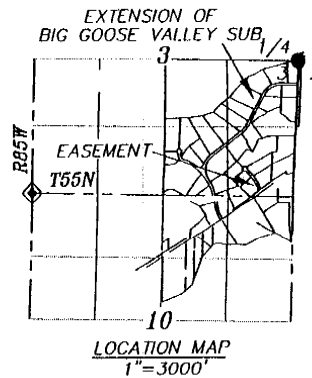 EXTENSION OF
BIG GOOSE VALLEY SUB.
3
1/4
3
EASEMENT
R85W
T55N
10
LOCATION MAP
1"=3000'